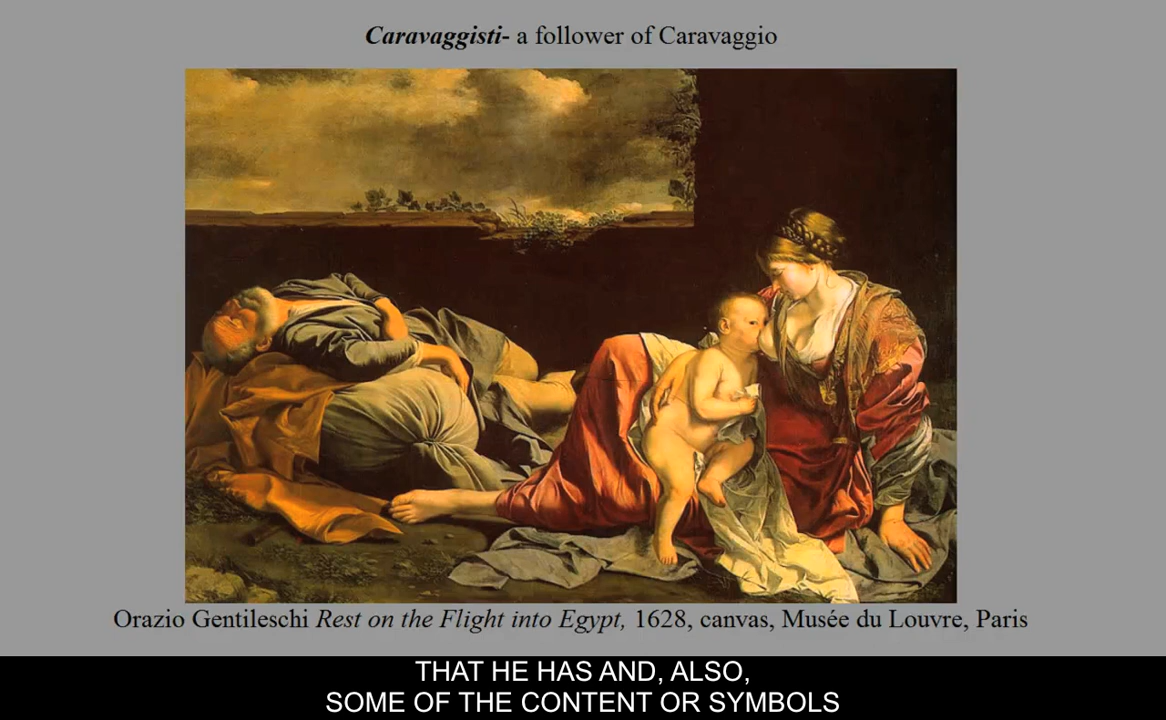 Caravaggisti- a follower of Caravaggio
Orazio Gentileschi Rest on the Flight into Egypt, 1628, canvas, Musée du Louvre, Paris
THAT HE HAS AND, ALSO,
SOME OF THE CONTENT OR SYMBOLS